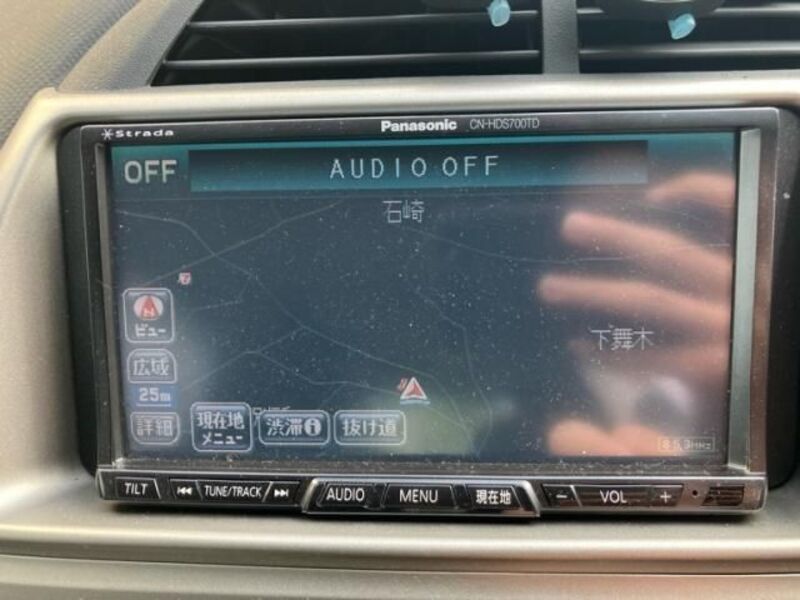 Strada
Panasonic CN-HDS700TD
OFF
AUDIO OFF
石崎
N
ビュー
広域
下舞木
25m
詳細
現在地
メニュー
渋滞
抜け道
TILT
TUNE/TRACK
AUDIO
MENU
現在地
− VOL +